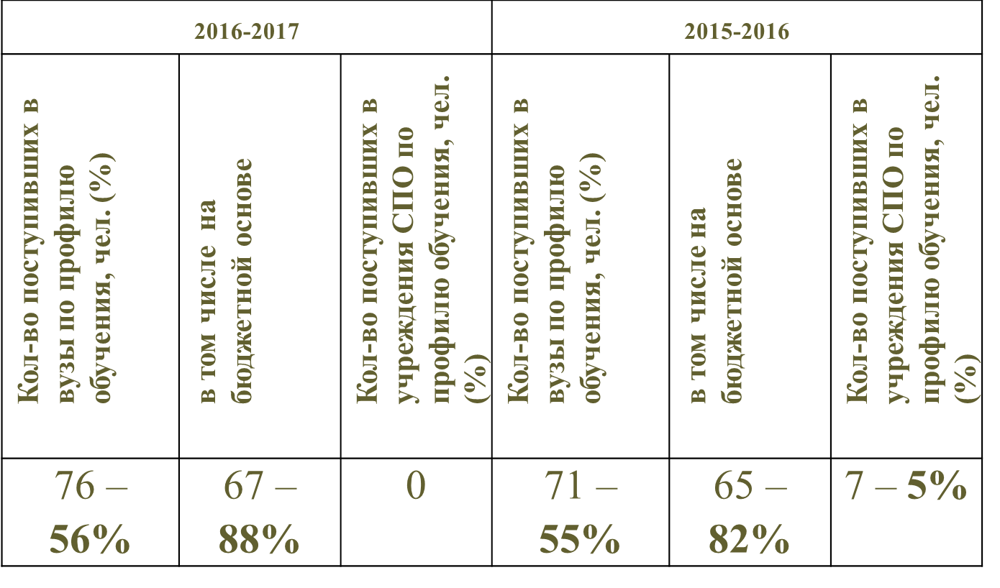 2016-2017
2015-2016
Кол-во поступивших в
вузы по профилю
обучения, чел. (%)
в том числе на
бюджетной основе
Кол-во поступивших в
учреждения СПО по
профилю обучения, чел.
(%)
Кол-во поступивших в
вузы по профилю
обучения, чел. (%)
в том числе на
бюджетной основе
Кол-во поступивших в
учреждения СПО по
профилю обучения, чел.
(%)
76 –
56%
67 –
88%
0
71 –
55%
65 –
82%
7 – 5%